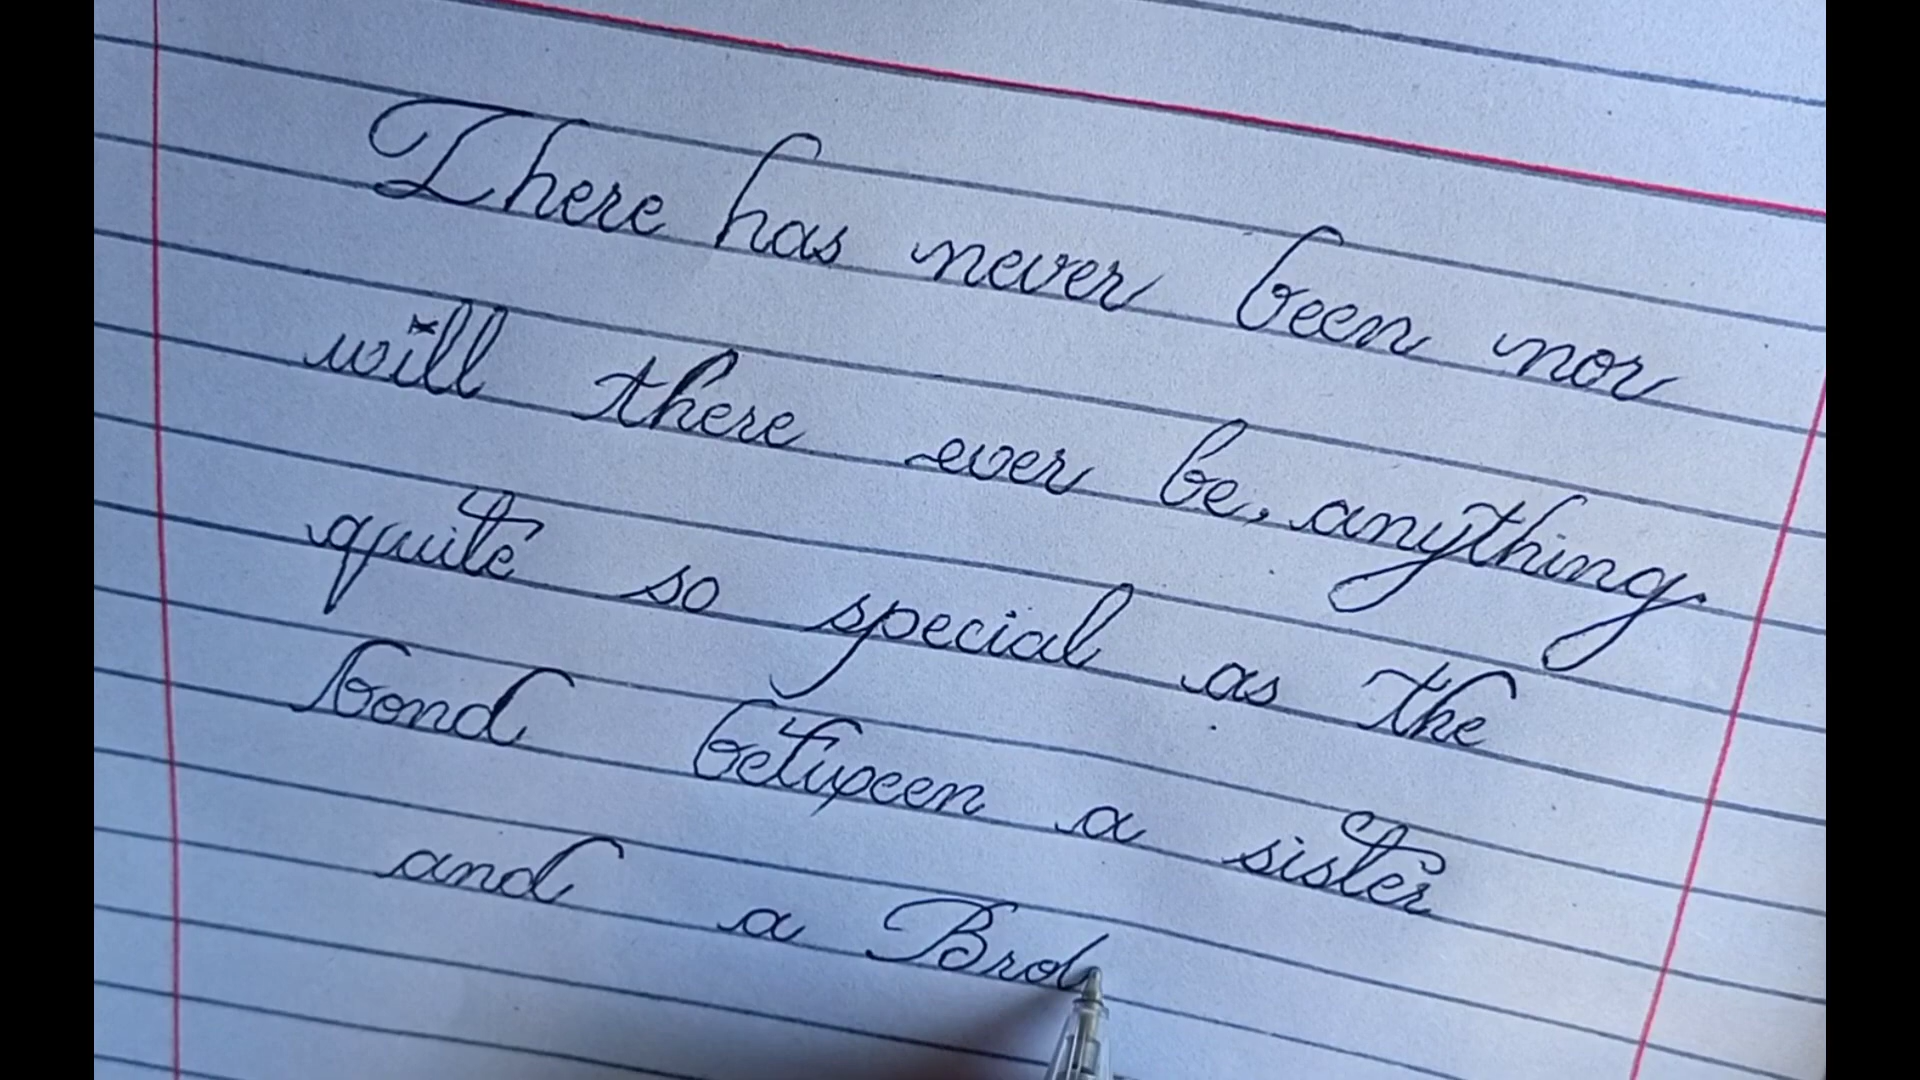 There has never been nor
will there ever be, anything
quite so special as the
bond between a sister
and a Brot